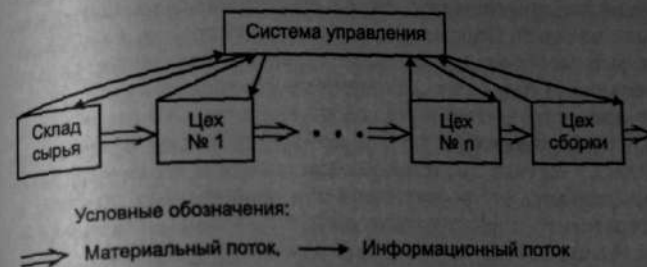 Система управления
Склад
сырья
Цех
№ 1
Цех
№ n
Цех
сборки
Условные обозначения:
Материальный поток, Информационный поток